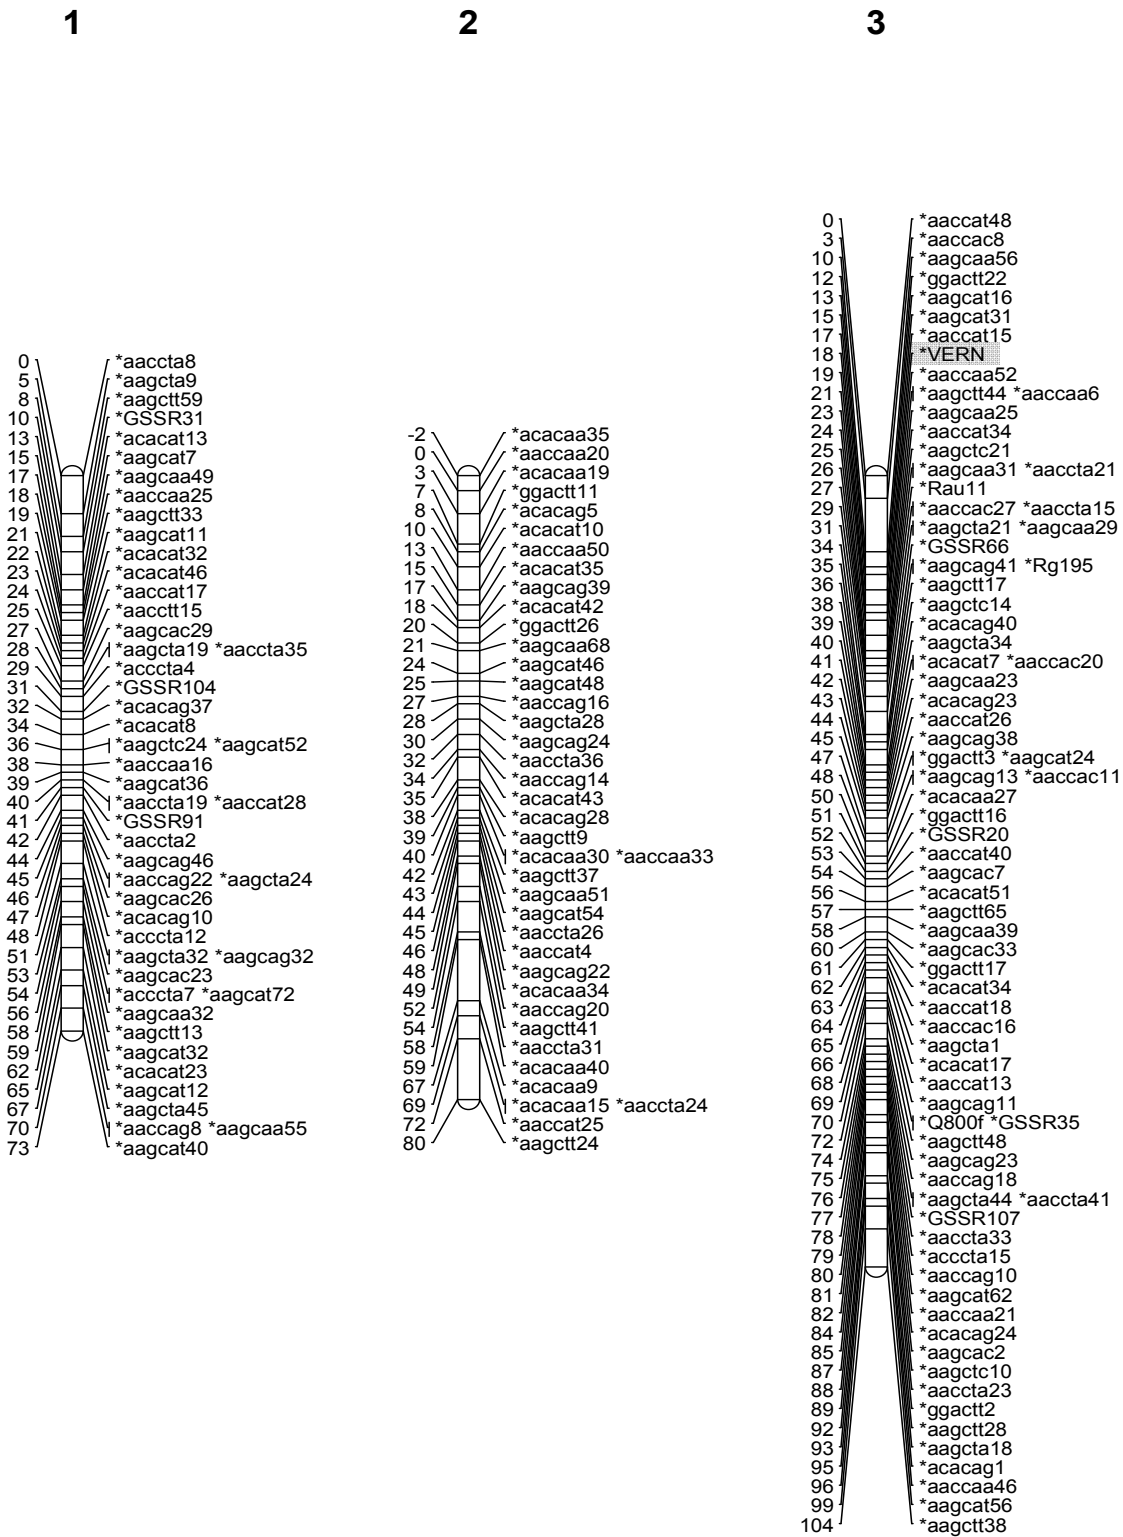 1
0 *aaccta8
5 *aagcta9
8 *aagctt59
10 *GSSR31
13 *acacat13
15 *aagcat7
17 *aagcaa49
18 *aaccaa25
19 *aagctt33
21 *aagcat11
22 *acacat32
23 *acacat46
24 *aaccat17
25 *aacctt15
27 *aagcac29
28 *aagcta19 *aaccta35
29 *acccta4
31 *GSSR104
32 *acacag37
34 *acacat8
36 *aagctc24 *aagcat52
38 *aaccaa16
39 *aagcat36
40 *aaccta19 *aaccat28
41 *GSSR91
42 *aaccta2
44 *aagcag46
45 *aaccag22 *aagcta24
46 *aagcac26
47 *acacag10
48 *acccta12
51 *aagcta32 *aagcag32
53 *aagcac23
54 *acccta7 *aagcat72
56 *aagcaa32
58 *aagctt13
59 *aagcat32
62 *acacat23
65 *aagcat12
67 *aagcta45
70 *aaccag8 *aagcaa55
73 *aagcat40
2
-2 *acacaa35
0 *aaccaa20
3 *acacaa19
7 *ggactt11
8 *acacag5
10 *acacat10
13 *aaccaa50
15 *acacat35
17 *aagcag39
18 *acacat42
20 *ggactt26
21 *aagcaa68
24 *aagcat46
25 *aagcat48
27 *aaccag16
28 *aagcta28
30 *aagcag24
32 *aaccta36
34 *aaccag14
35 *acacat43
38 *acacag28
39 *aagctt9
40 *acacaa30 *aaccaa33
42 *aagctt37
43 *aagcaa51
44 *aagcat54
45 *aaccta26
46 *aaccat4
48 *aagcag22
49 *acacaa34
52 *aaccag20
54 *aagctt41
58 *aaccta31
59 *acacaa40
67 *acacaa9
69 *acacaa15 *aaccta24
72 *aaccat25
80 *aagctt24
3
0 *aaccat48
3 *aaccac8
10 *aagcaa56
12 *ggactt22
13 *aagcat16
15 *aagcat31
17 *aaccat15
18 *VERN
19 *aaccaa52
21 *aagctt44 *aaccaa6
23 *aagcaa25
24 *aaccat34
25 *aagctc21
26 *aagcaa31 *aaccta21
27 *Rau11
29 *aaccac27 *aaccta15
31 *aagcta21 *aagcaa29
34 *GSSR66
35 *aagcag41 *Rg195
36 *aagctt17
38 *aagctc14
39 *acacag40
40 *aagcta34
41 *acacat7 *aaccac20
42 *aagcaa23
43 *acacag23
44 *aaccat26
45 *aagcag38
47 *ggactt3 *aagcat24
48 *aagcag13 *aaccac11
50 *acacaa27
51 *ggactt16
52 *GSSR20
53 *aaccat40
54 *aagcac7
56 *acacat51
57 *aagctt65
58 *aagcaa39
60 *aagcac33
61 *ggactt17
62 *acacat34
63 *aaccat18
64 *aaccac16
65 *aagcta1
66 *acacat17
68 *aaccat13
69 *aagcag11
70 *Q800f *GSSR35
72 *aagctt48
74 *aagcag23
75 *aaccag18
76 *aagcta44 *aaccta41
77 *GSSR107
78 *aaccta33
79 *acccta15
80 *aaccag10
81 *aagcat62
82 *aaccaa21
84 *acacag24
85 *aagcac2
87 *aagctc10
88 *aaccta23
89 *ggactt2
92 *aagctt28
93 *aagcta18
95 *acacag1
96 *aaccaa46
99 *aagcat56
104 *aagctt38